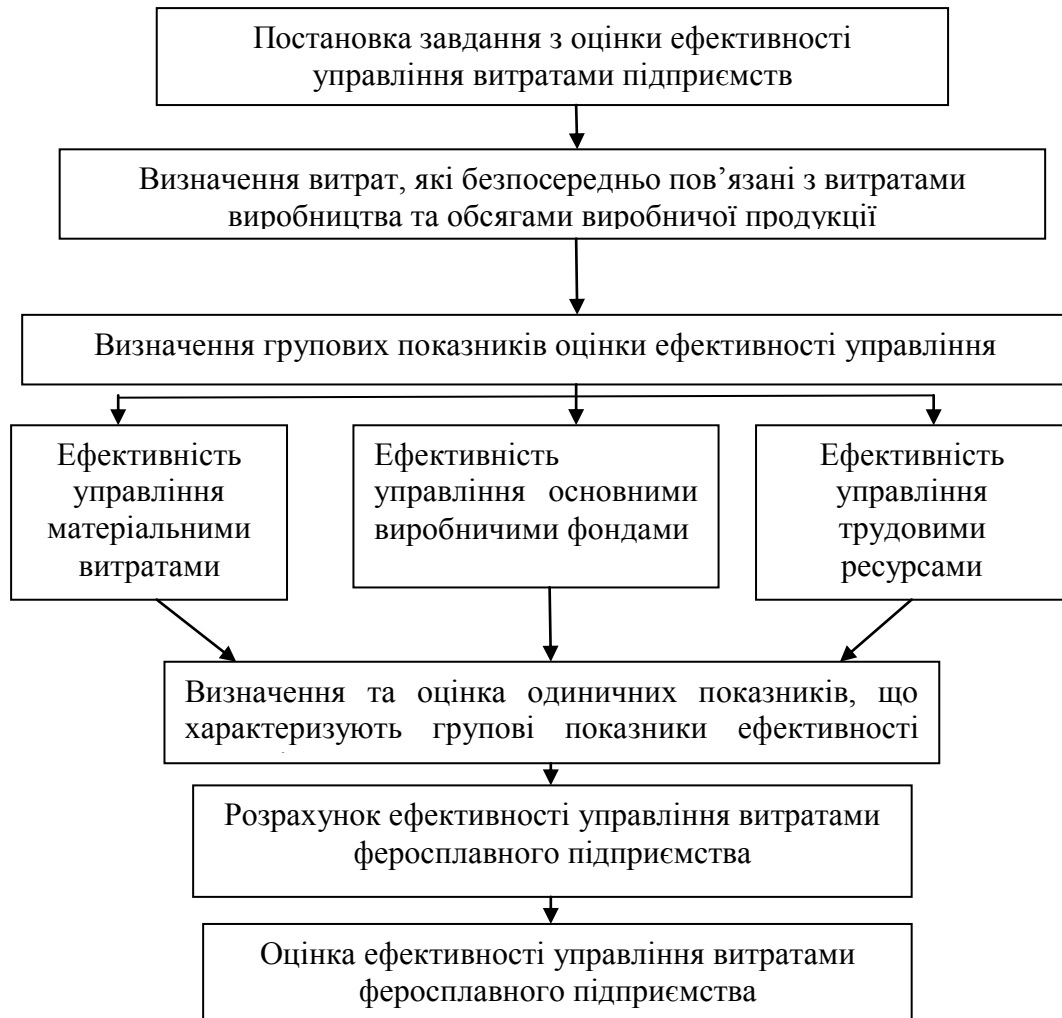 Постановка завдання з оцінки ефективності
управління витратами підприємств
Визначення витрат, які безпосередньо пов’язані з витратами
виробництва та обсягами виробничої продукції
Визначення групових показників оцінки ефективності управління
Ефективність
управління
матеріальними
витратами
Ефективність
управління основними
виробничими фондами
Ефективність
управління
трудовими
ресурсами
Визначення та оцінка одиничних показників, що
характеризують групові показники ефективності
Розрахунок ефективності управління витратами
феросплавного підприємства
Оцінка ефективності управління витратами
феросплавного підприємства